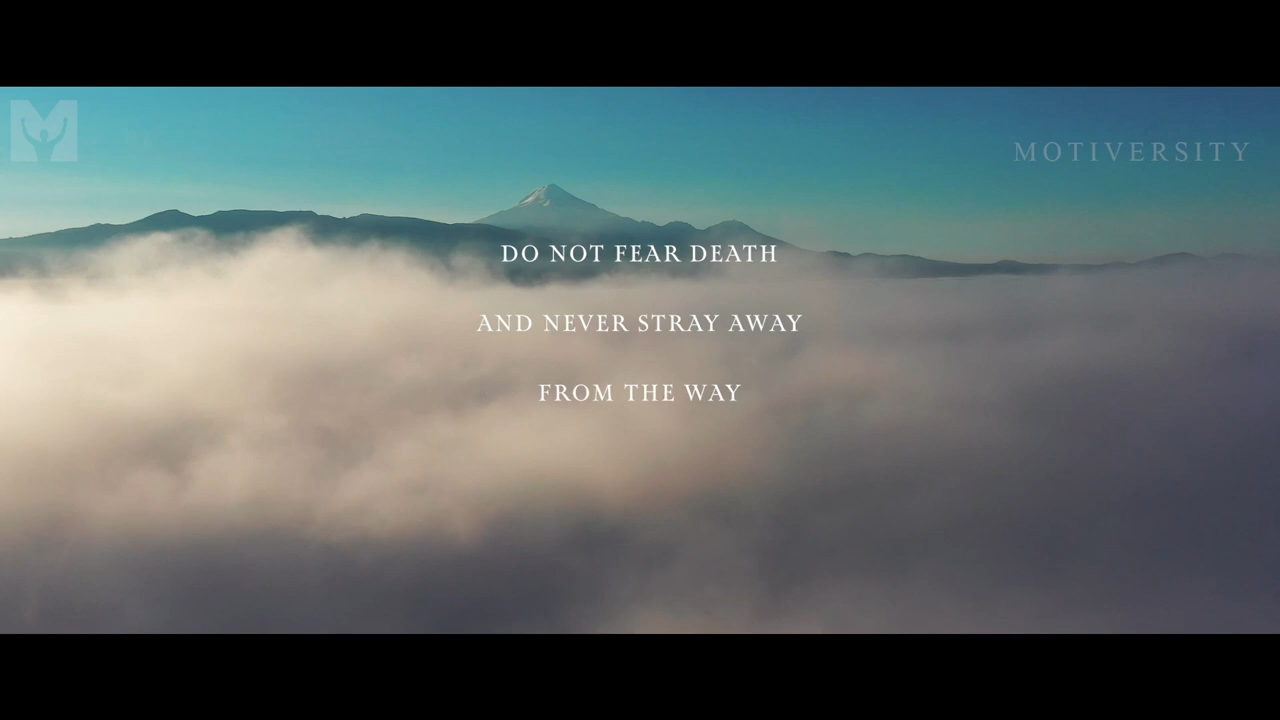 MOTIVERSITY
DO NOT FEAR DEATH
AND NEVER STRAY AWAY
FROM THE WAY